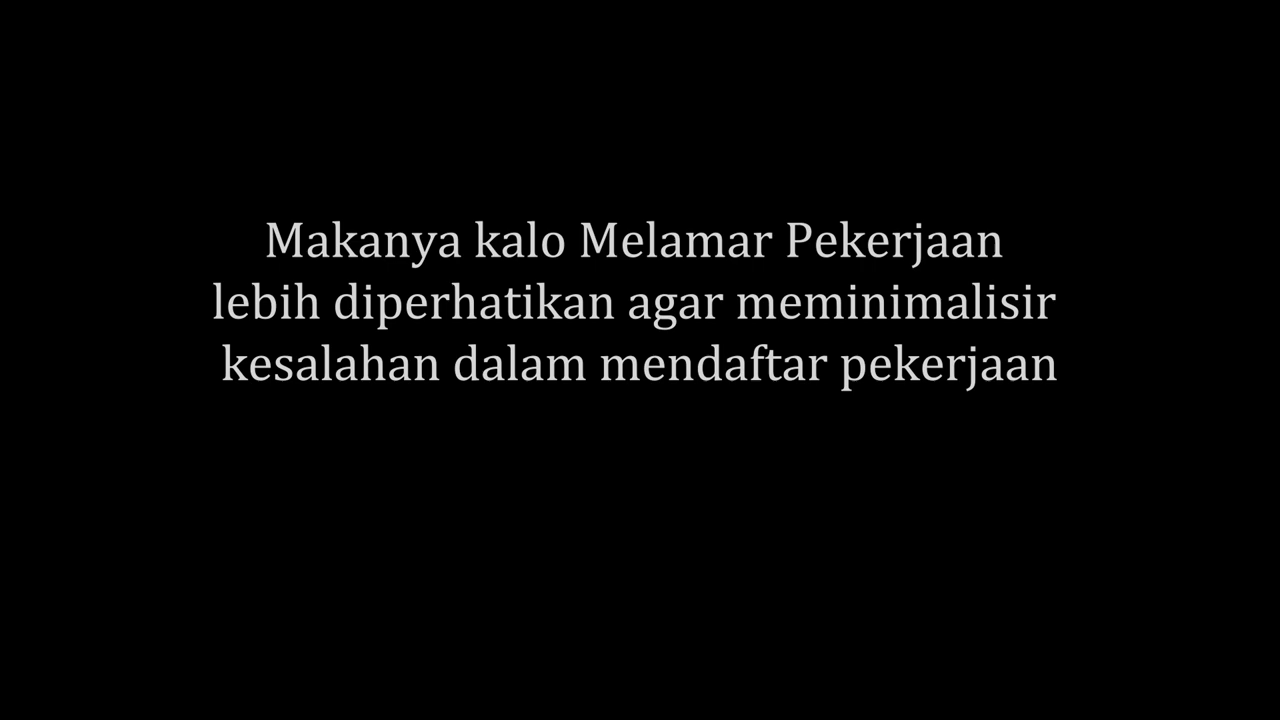 Makanya kalo Melamar Pekerjaan
lebih diperhatikan agar meminimalisir
kesalahan dalam mendaftar pekerjaan